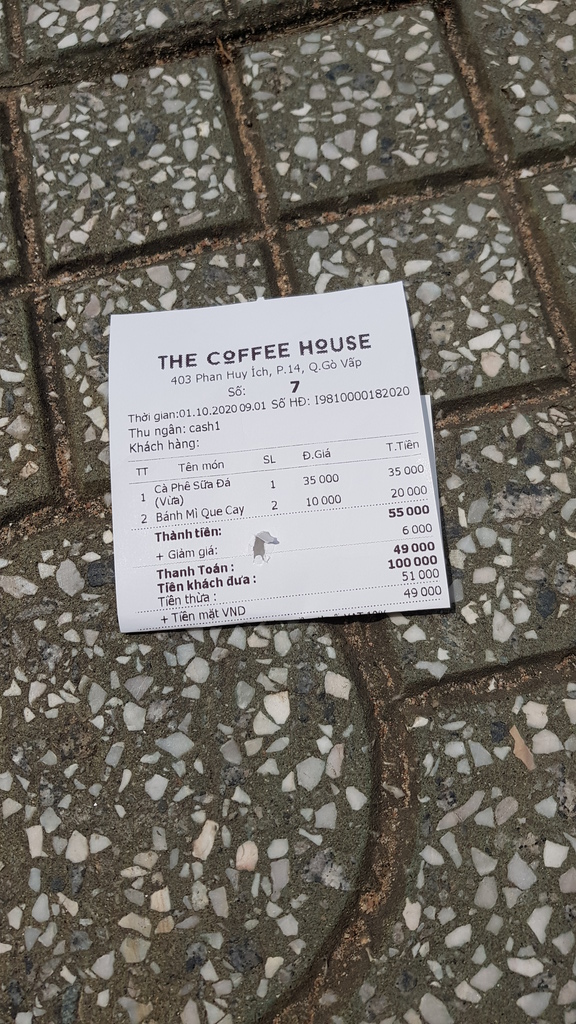 THE COFFEE HOUSE
403 Phan Huy Ích, P.14, Q.Gò Vấp
Số: 7
Thời gian:01.10.2020 09.01 Số HĐ: I9810000182020
Thu ngân: cash1
Khách hàng:
TT Tên món SL Đ.Giá T.Tiền
1 Cà Phê Sữa Đá 1 35 000 35 000
(Vừa)
2 Bánh Mì Que Cay 2 10 000 20 000
Thành tiền: 55 000
+ Giảm giá: 6 000
Thanh Toán : 49 000
Tiền khách đưa : 100 000
Tiền thừa : 51 000
+ Tiền mặt VND 49 000